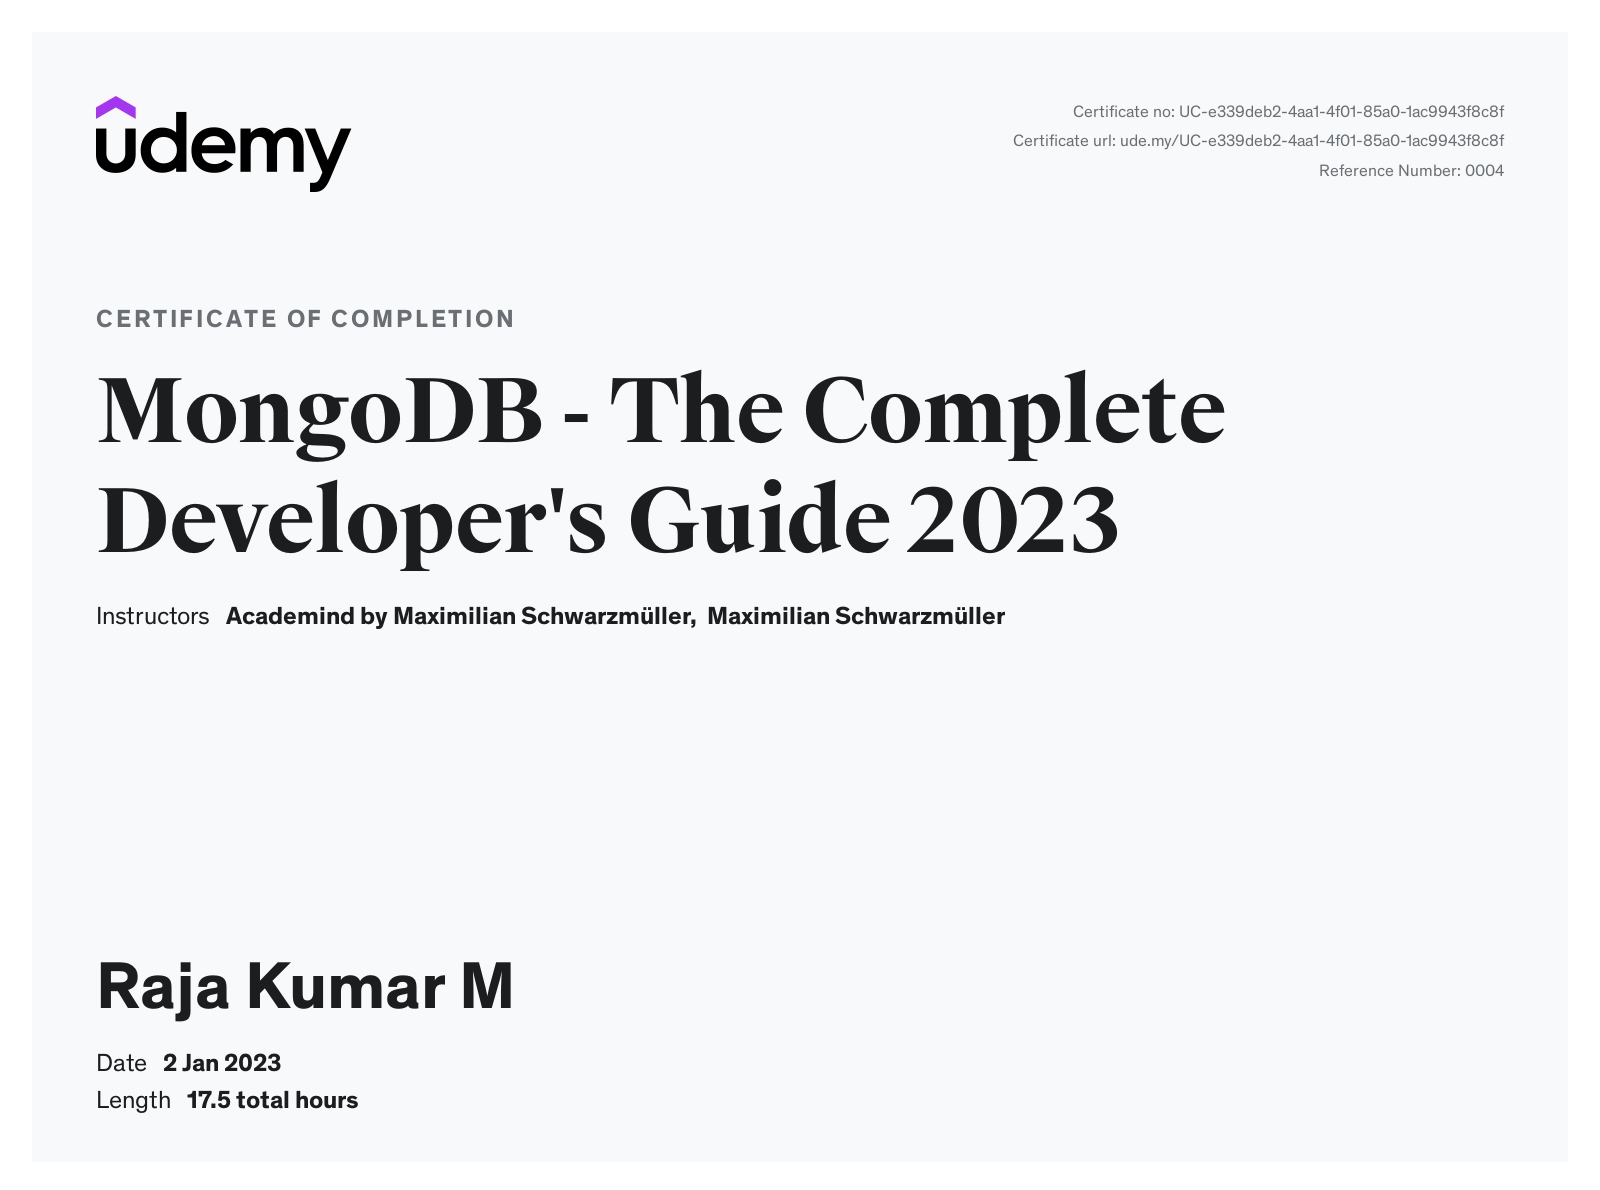 udemy
Certificate no: UC-e339deb2-4aa1-4f01-85a0-1ac9943f8c8f
Certificate url: ude.my/UC-e339deb2-4aa1-4f01-85a0-1ac9943f8c8f
Reference Number: 0004
CERTIFICATE OF COMPLETION
MongoDB - The Complete
Developer's Guide 2023
Instructors Academind by Maximilian Schwarzmüller, Maximilian Schwarzmüller
Raja Kumar M
Date 2 Jan 2023
Length 17.5 total hours